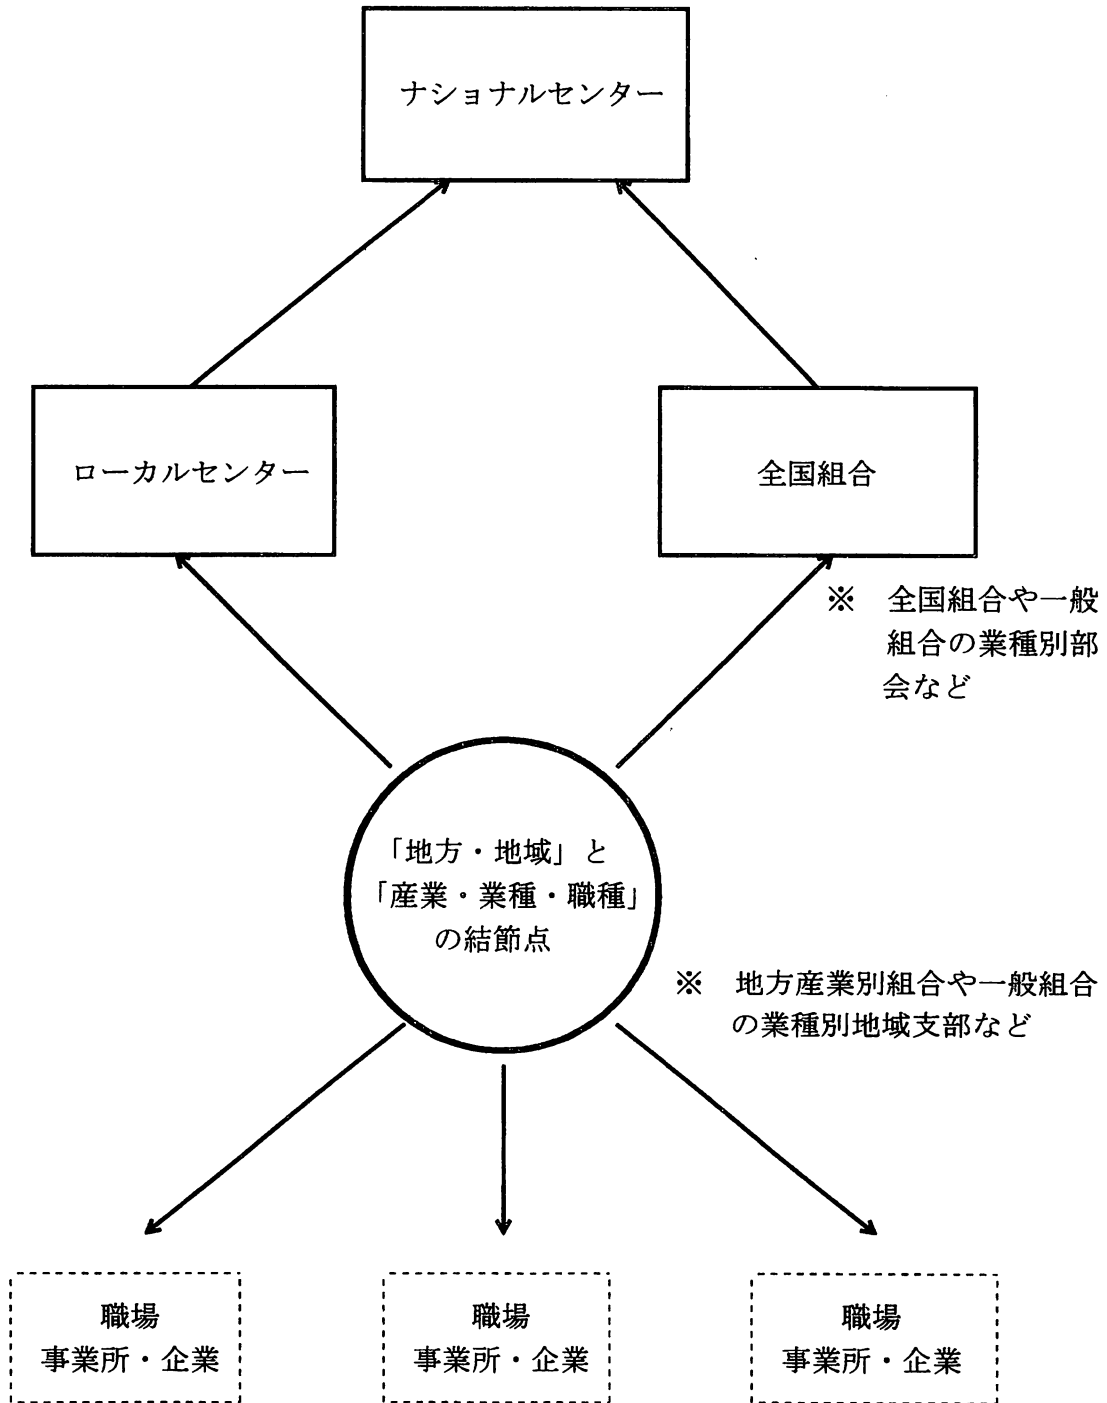 ナショナルセンター
ローカルセンター
全国組合
※　全国組合や一般
組合の業種別部
会など
「地方・地域」と
「産業・業種・職種」
の結節点
※　地方産業別組合や一般組合
の業種別地域支部など
職場
事業所・企業
職場
事業所・企業
職場
事業所・企業